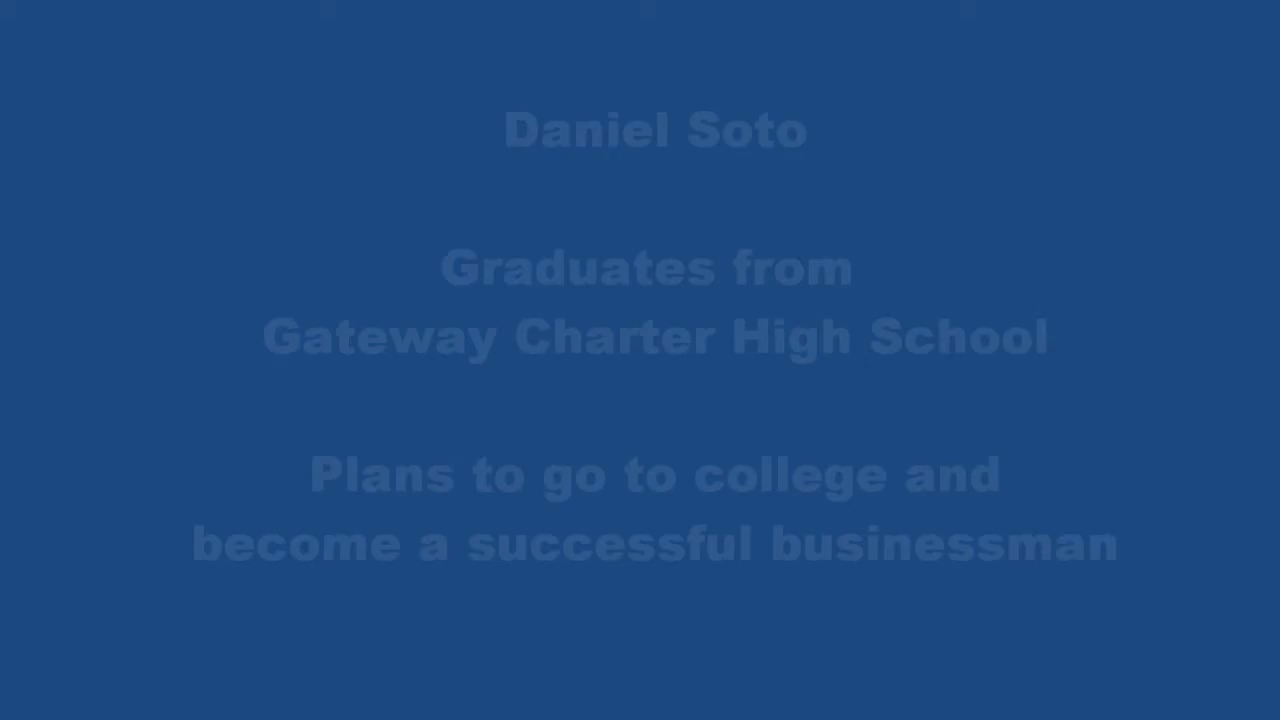 Daniel Soto
Graduates from
Gateway Charter High School
Plans to go to college and
become a successful businessman